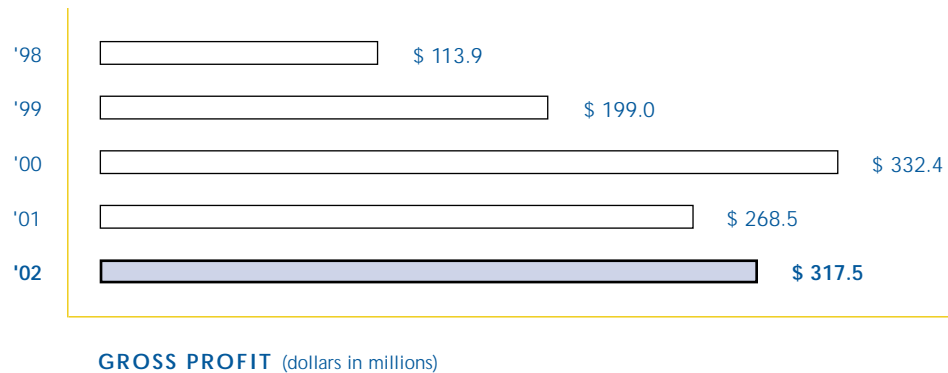 '98 $ 113.9
'99 $ 199.0
'00 $ 332.4
'01 $ 268.5
'02 $ 317.5
GROSS PROFIT (dollars in millions)